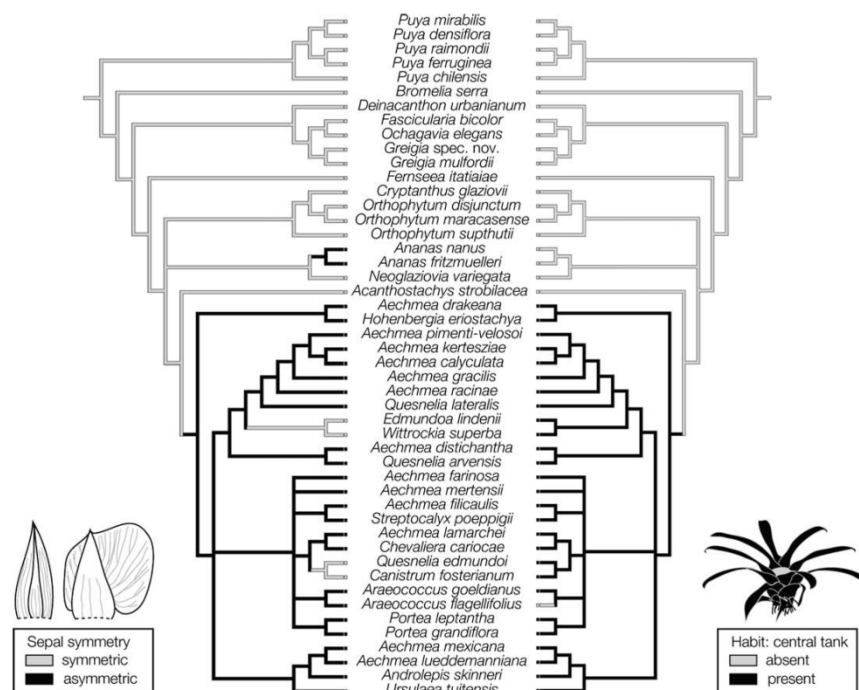 Puya mirabilis
Puya densiflora
Puya raimondii
Puya ferruginea
Puya chilensis
Bromelia serra
Deinacanthon urbanianum
Fascicularia bicolor
Ochagavia elegans
Greigia spec. nov.
Greigia mulfordii
Fernseea itatiaiae
Cryptanthus glaziovii
Orthophytum disjunctum
Orthophytum maracasense
Orthophytum supthutii
Ananas nanus
Ananas fritzmuelleri
Neoglaziovia variegata
Acanthostachys strobilacea
Aechmea drakeana
Hohenbergia eriostachya
Aechmea pimenti-velosoi
Aechmea kertesziae
Aechmea calyculata
Aechmea gracilis
Aechmea racinae
Quesnelia lateralis
Edmundoa lindenii
Wittrockia superba
Aechmea distichantha
Quesnelia arvensis
Aechmea farinosa
Aechmea mertensii
Aechmea filicaulis
Streptocalyx poeppigii
Aechmea lamarchei
Chevaliera cariocae
Quesnelia edmundoi
Canistrum fosterianum
Araeococcus goeldianus
Araeococcus flagellifolius
Portea leptantha
Portea grandiflora
Aechmea mexicana
Aechmea lueddemanniana
Androlepis skinneri
Ursulaea tuitensis
Sepal symmetry
symmetric
asymmetric
Habit: central tank
absent
present